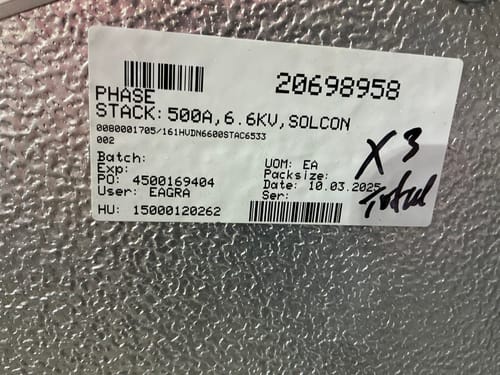 20698958
PHASE
STACK: 500A, 6.6KV, SOLCON
00B0001705/161HVDN6600STAC6533
002
Batch:
Exp:
PO: 4500169404
User: EAGRA
HU: 15000120262
UOM: EA
Packsize:
Date: 10.03.2025
Ser:
X 3
Total